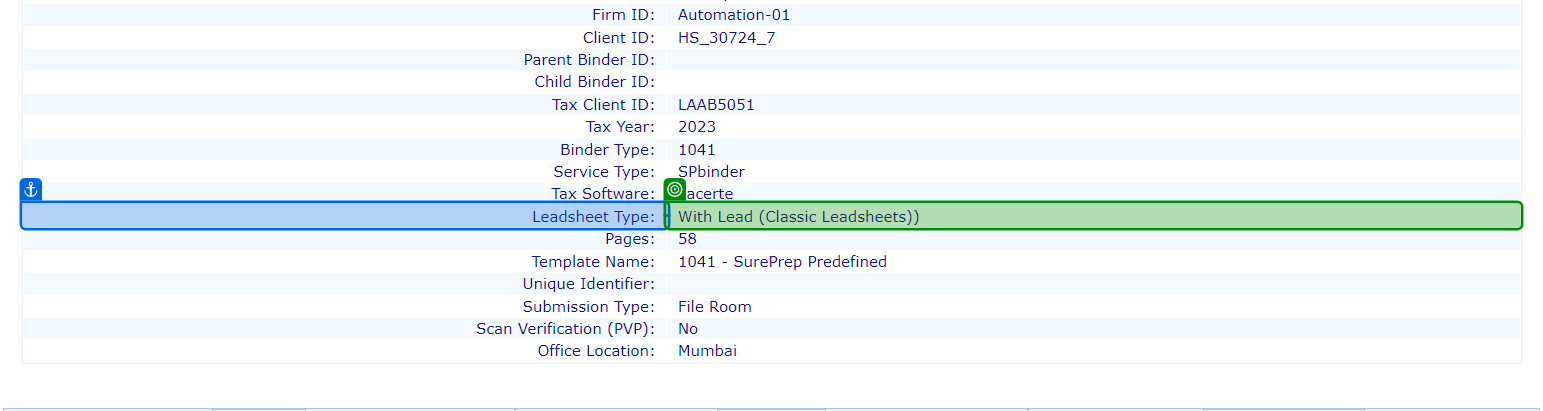 Firm ID: Automation-01
Client ID: HS_30724_7
Parent Binder ID:
Child Binder ID:
Tax Client ID: LAAB5051
Tax Year: 2023
Binder Type: 1041
Service Type: SPbinder
Tax Software: acerte
Leadsheet Type: With Lead (Classic Leadsheets))
Pages: 58
Template Name: 1041 - SurePrep Predefined
Unique Identifier:
Submission Type: File Room
Scan Verification (PVP): No
Office Location: Mumbai